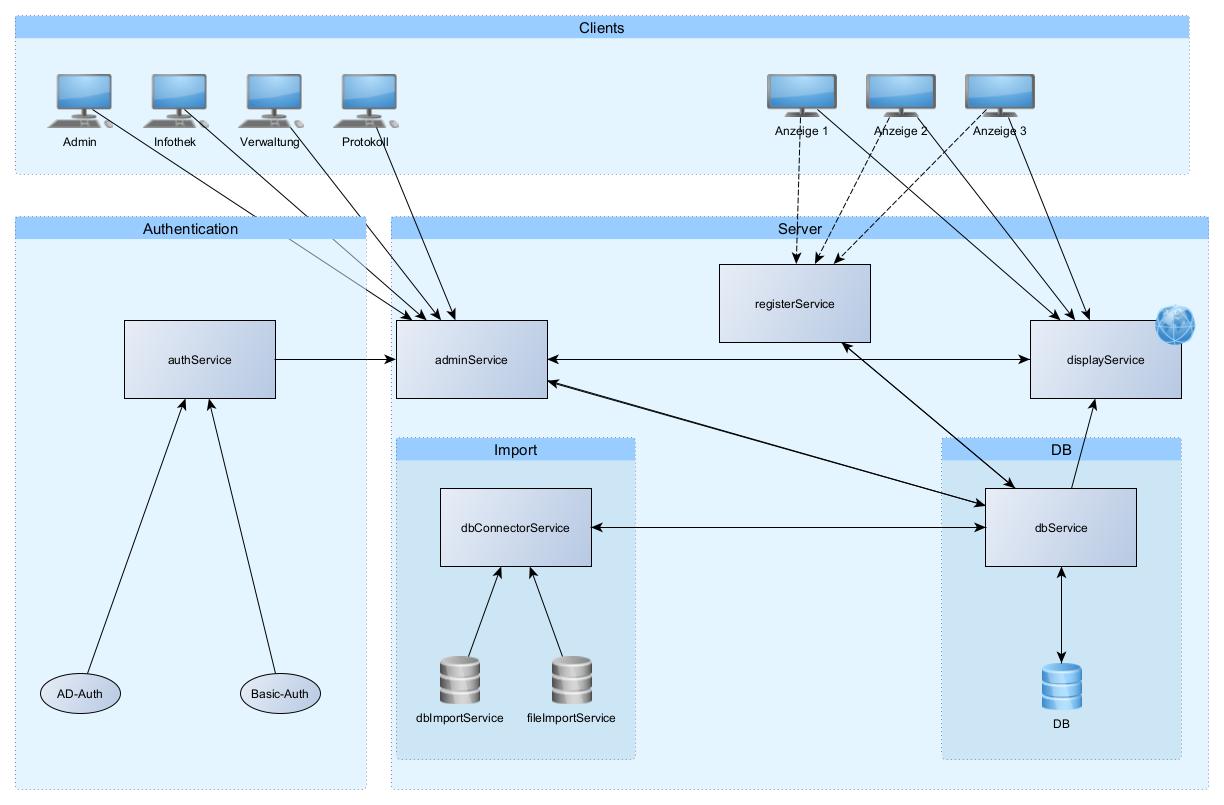 Clients
Admin
Infothek
Verwaltung
Protokoll
Anzeige 1
Anzeige 2
Anzeige 3
Authentication
Server
registerService
authService
adminService
displayService
Import
DB
dbConnectorService
dbService
AD-Auth
Basic-Auth
dbImportService
fileImportService
DB